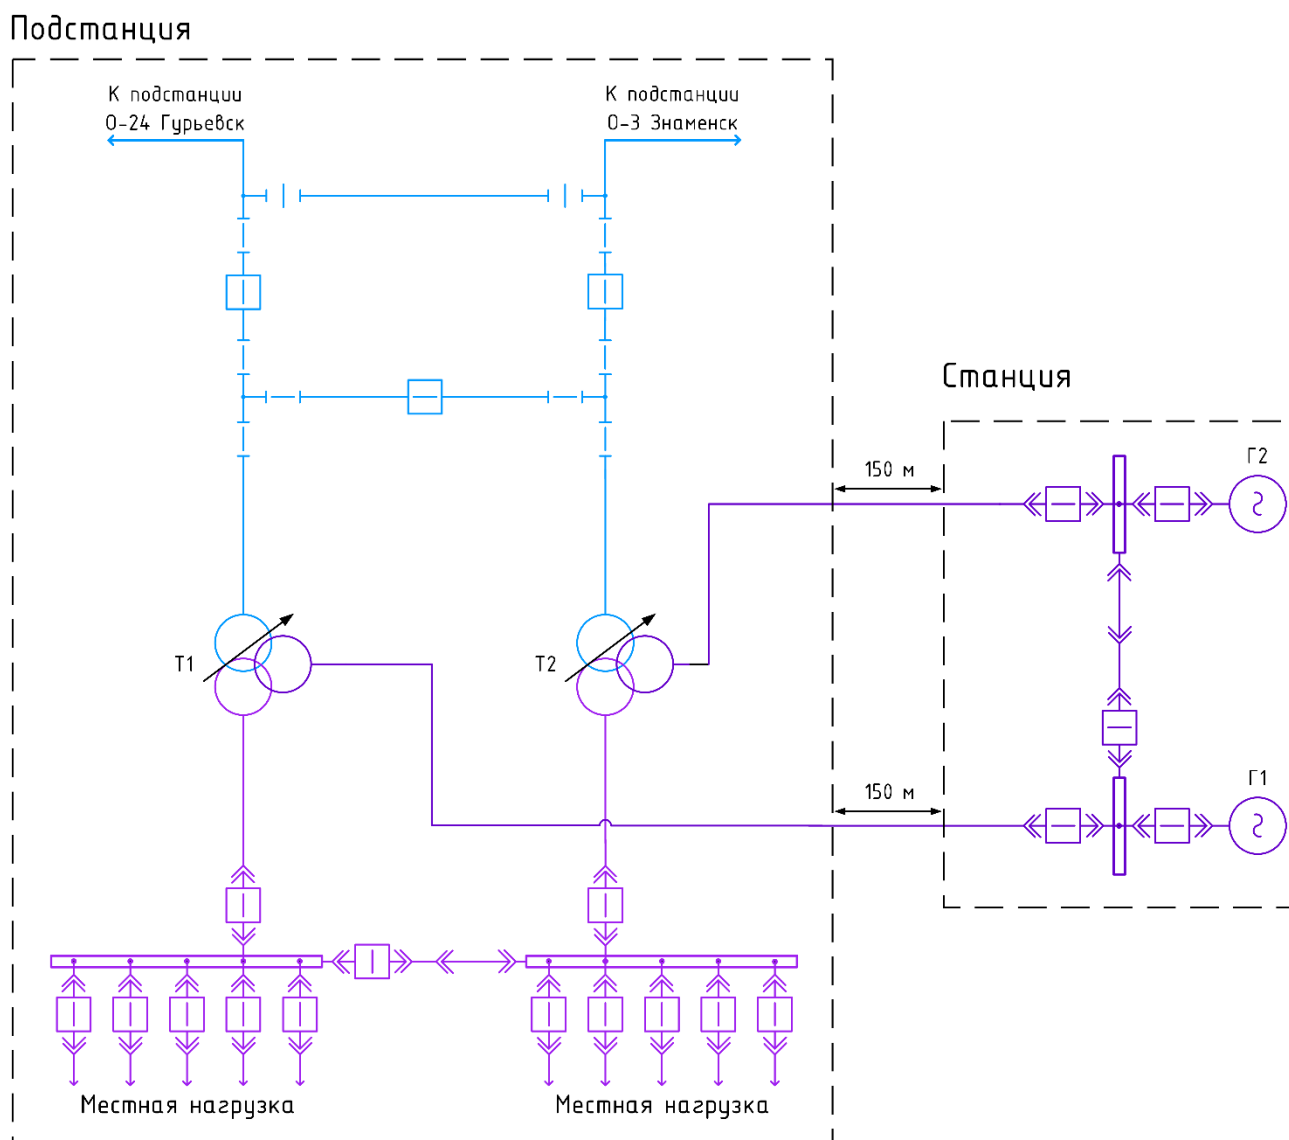 Подстанция
К подстанции
О-24 Гурьевск
К подстанции
О-3 Знаменск
Станция
150 м
Г2
Т1
Т2
150 м
Г1
Местная нагрузка
Местная нагрузка